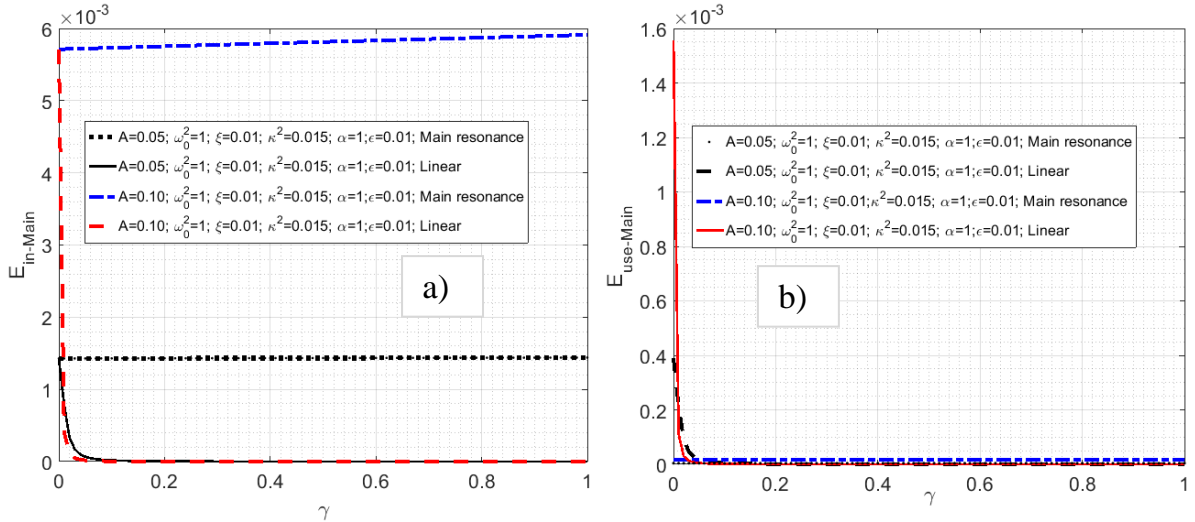 ×10⁻³
6
5
4
3
2
1
0
0
0.2
0.4
0.6
0.8
1
E_in-Main
γ
A=0.05; ω₀²=1; ξ=0.01; κ²=0.015; α=1;ϵ=0.01; Main resonance
A=0.05; ω₀²=1; ξ=0.01; κ²=0.015; α=1;ϵ=0.01; Linear
A=0.10; ω₀²=1; ξ=0.01; κ²=0.015; α=1;ϵ=0.01; Main resonance
A=0.10; ω₀²=1; ξ=0.01; κ²=0.015; α=1;ϵ=0.01; Linear
a)
×10⁻³
1.6
1.4
1.2
1
0.8
0.6
0.4
0.2
0
0
0.2
0.4
0.6
0.8
1
E_use-Main
γ
A=0.05; ω₀²=1; ξ=0.01; κ²=0.015; α=1;ϵ=0.01; Main resonance
A=0.05; ω₀²=1; ξ=0.01; κ²=0.015; α=1;ϵ=0.01; Linear
A=0.10; ω₀²=1; ξ=0.01;κ²=0.015; α=1;ϵ=0.01; Main resonance
A=0.10; ω₀²=1; ξ=0.01; κ²=0.015; α=1;ϵ=0.01; Linear
b)